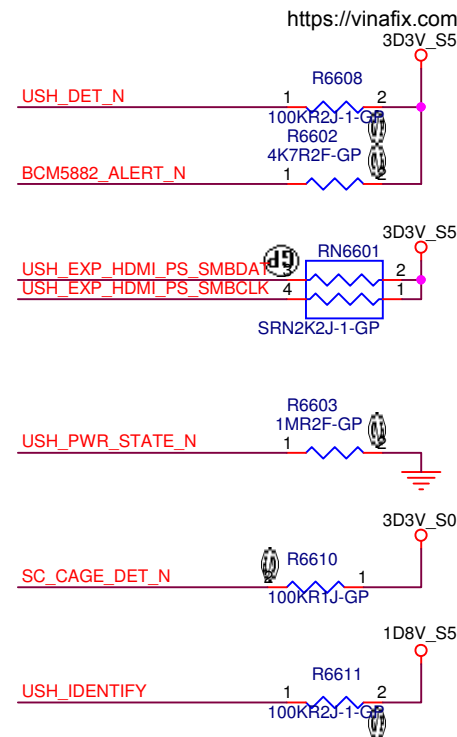 https://vinafix.com
3D3V_S5
R6608
USH_DET_N
1
2
100KR2J-1-GP
R6602
4K7R2F-GP
BCM5882_ALERT_N
1
2
3D3V_S5
GP
RN6601
USH_EXP_HDMI_PS_SMBDAT
3
2
USH_EXP_HDMI_PS_SMBCLK
4
1
SRN2K2J-1-GP
R6603
1MR2F-GP
USH_PWR_STATE_N
1
2
3D3V_S0
R6610
SC_CAGE_DET_N
2
1
100KR1J-GP
1D8V_S5
R6611
USH_IDENTIFY
1
2
100KR2J-1-GP